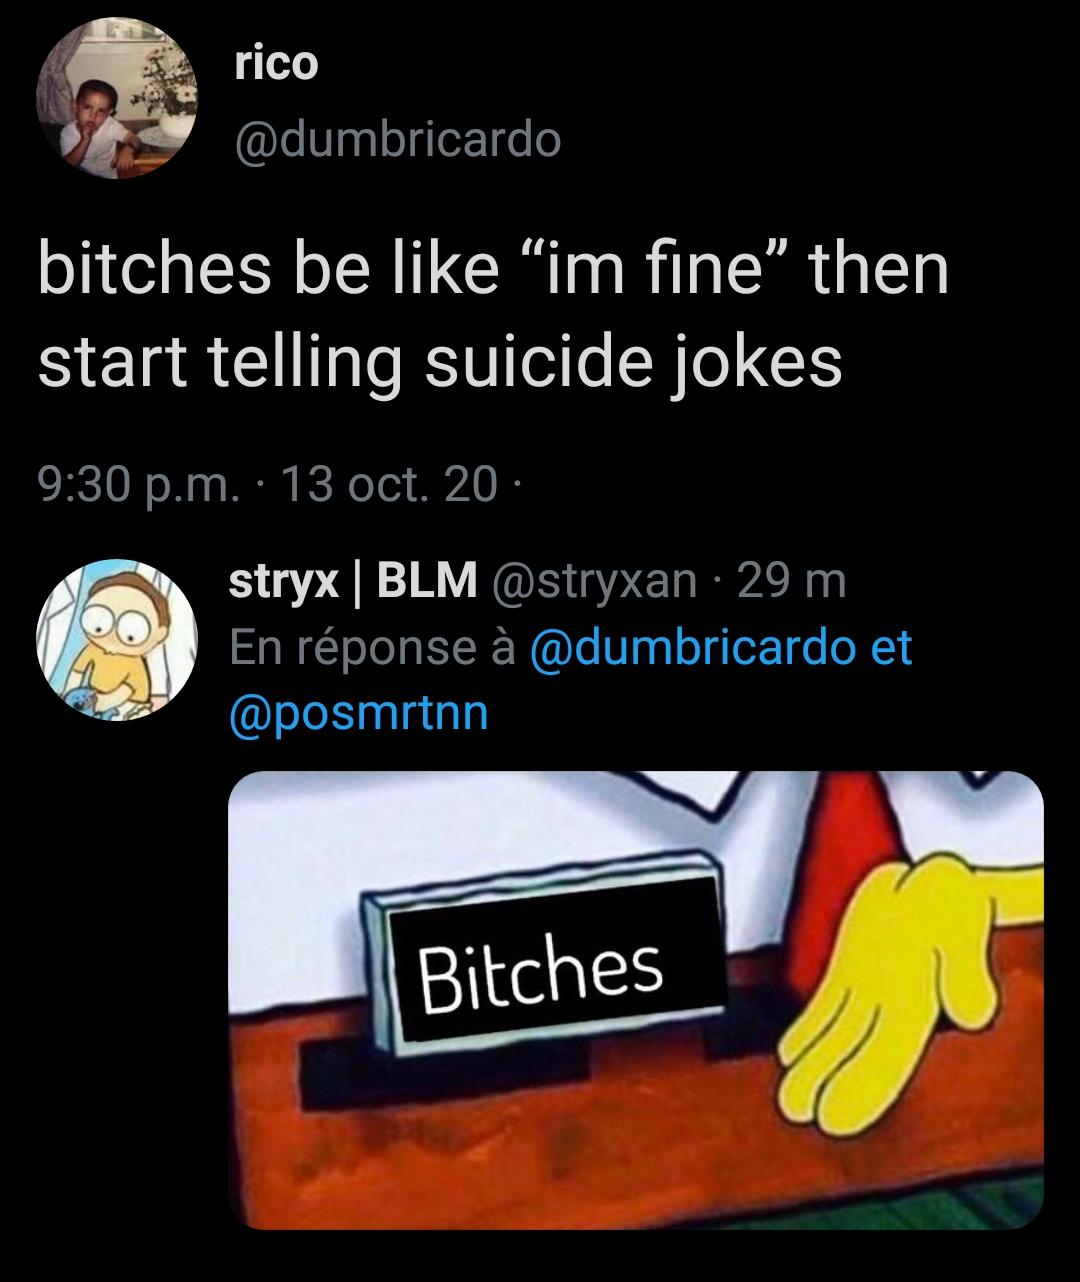 rico
@dumbricardo
bitches be like “im fine” then
start telling suicide jokes
9:30 p.m. · 13 oct. 20 ·
stryx | BLM @stryxan · 29 m
En réponse à @dumbricardo et
@posmrtnn
Bitches